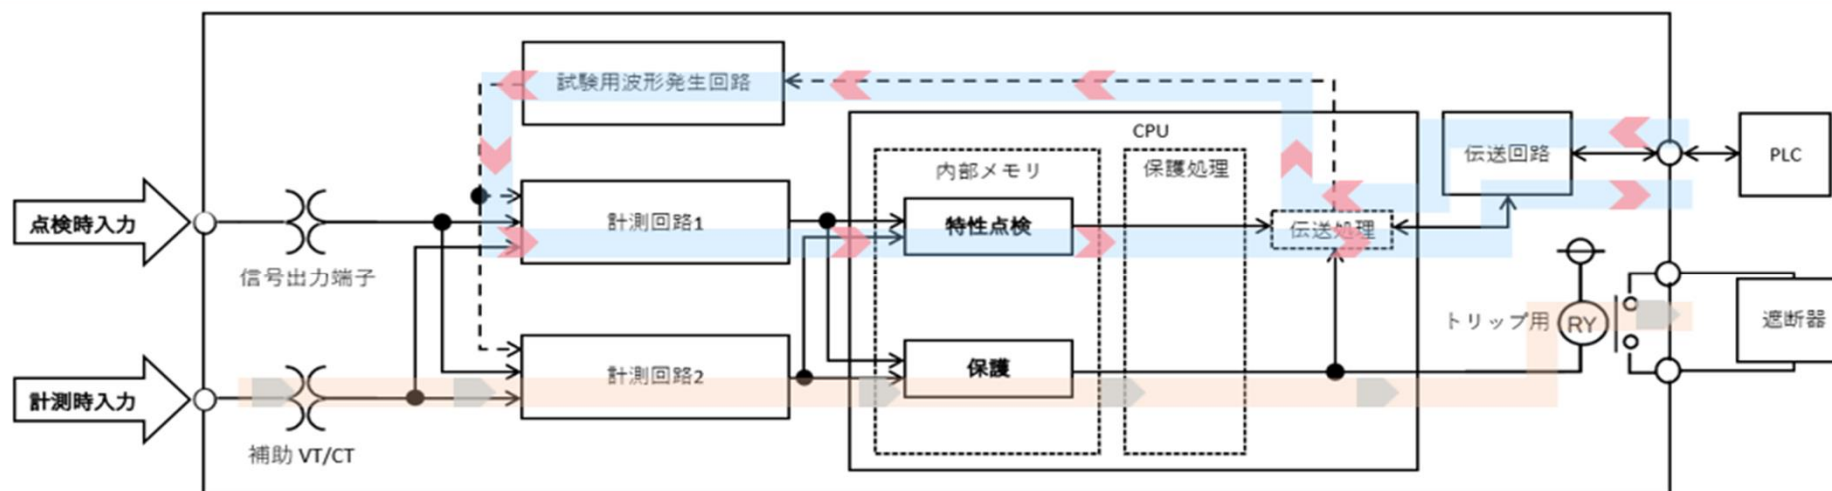 試験用波形発生回路
CPU
内部メモリ
保護処理
伝送回路
PLC
点検時入力
信号出力端子
計測回路1
特性点検
伝送処理
計測時入力
補助 VT/CT
計測回路2
保護
トリップ用
RY
遮断器